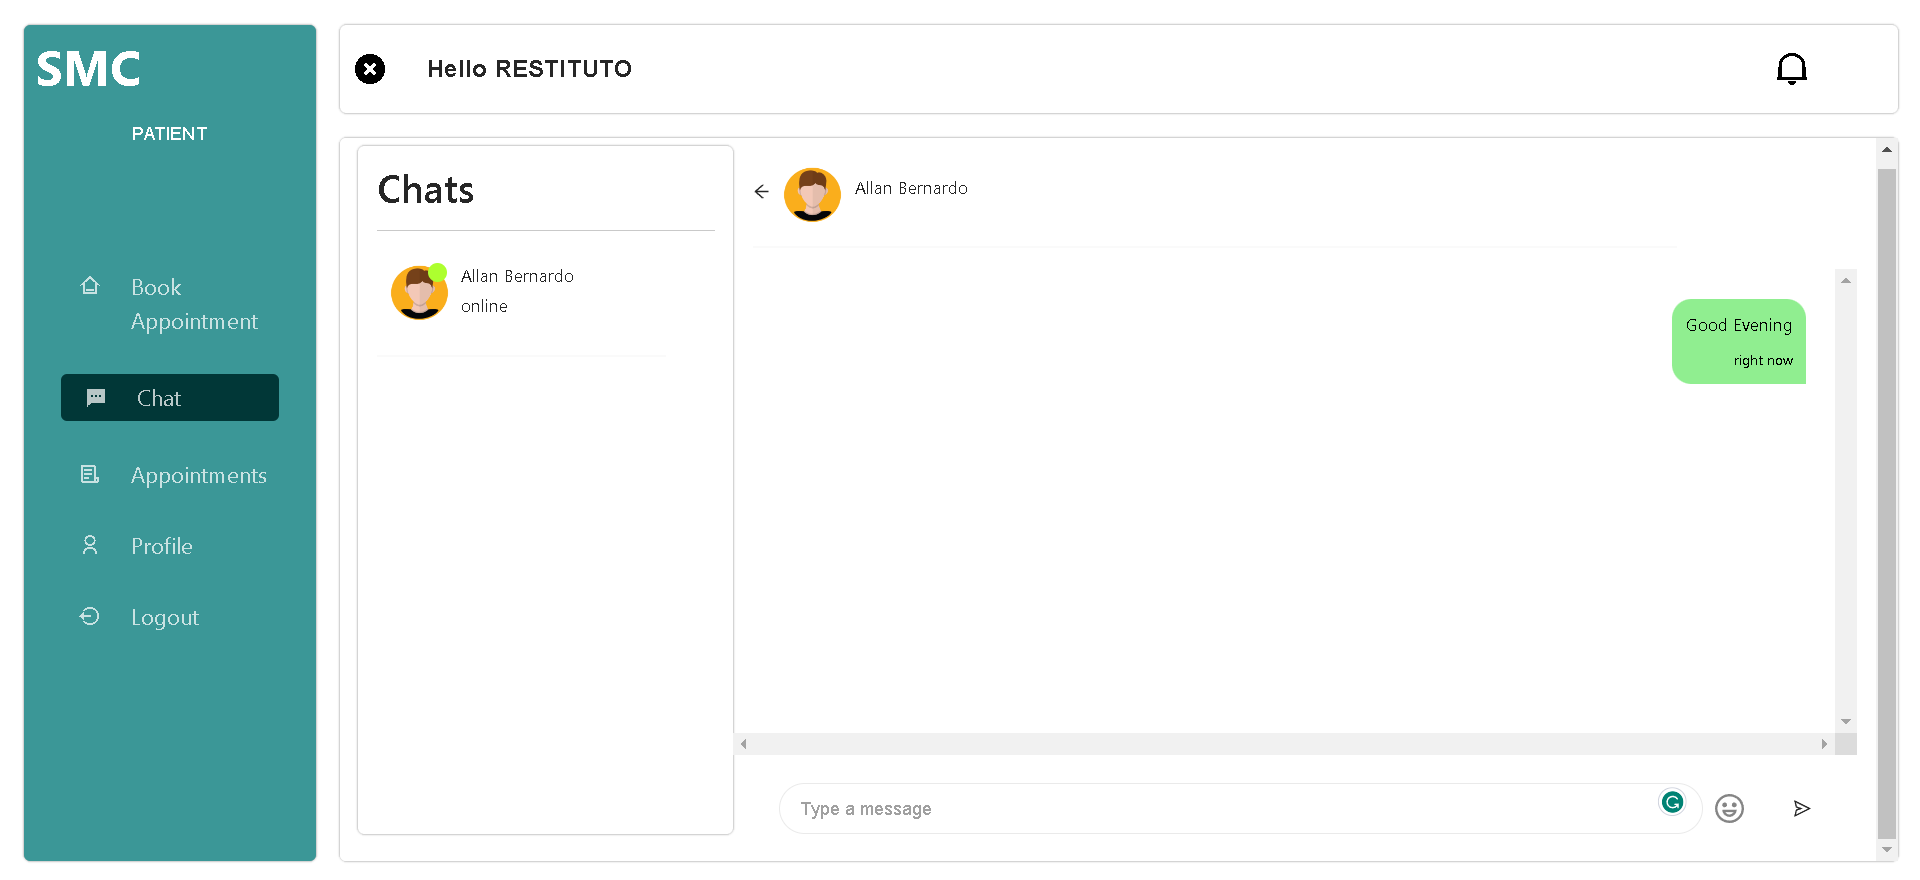 SMC
PATIENT
Book
Appointment
Chat
Appointments
Profile
Logout
Hello RESTITUTO
Chats
Allan Bernardo
online
Allan Bernardo
Good Evening
right now
Type a message